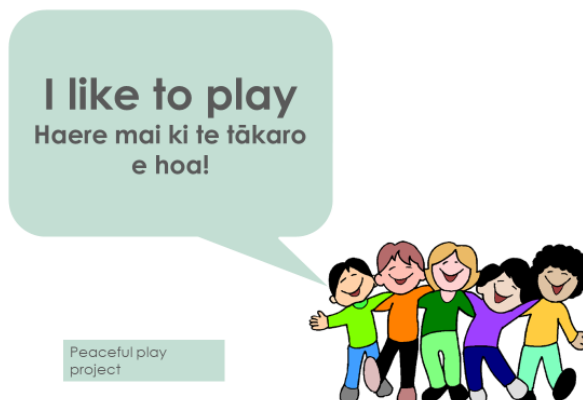 I like to play
Haere mai ki te tākaro
e hoa!
Peaceful play
project